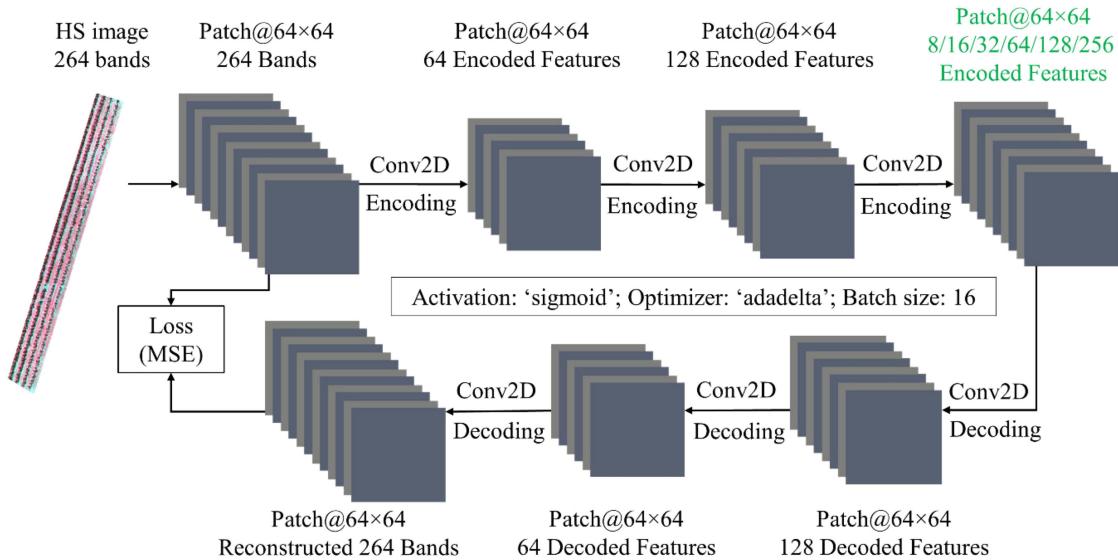 HS image
264 bands
Patch@64×64
264 Bands
Patch@64×64
64 Encoded Features
Patch@64×64
128 Encoded Features
Patch@64×64
8/16/32/64/128/256
Encoded Features
Conv2D
Encoding
Conv2D
Encoding
Conv2D
Encoding
Activation: ‘sigmoid’; Optimizer: ‘adadelta’; Batch size: 16
Loss
(MSE)
Conv2D
Decoding
Conv2D
Decoding
Conv2D
Decoding
Patch@64×64
Reconstructed 264 Bands
Patch@64×64
64 Decoded Features
Patch@64×64
128 Decoded Features